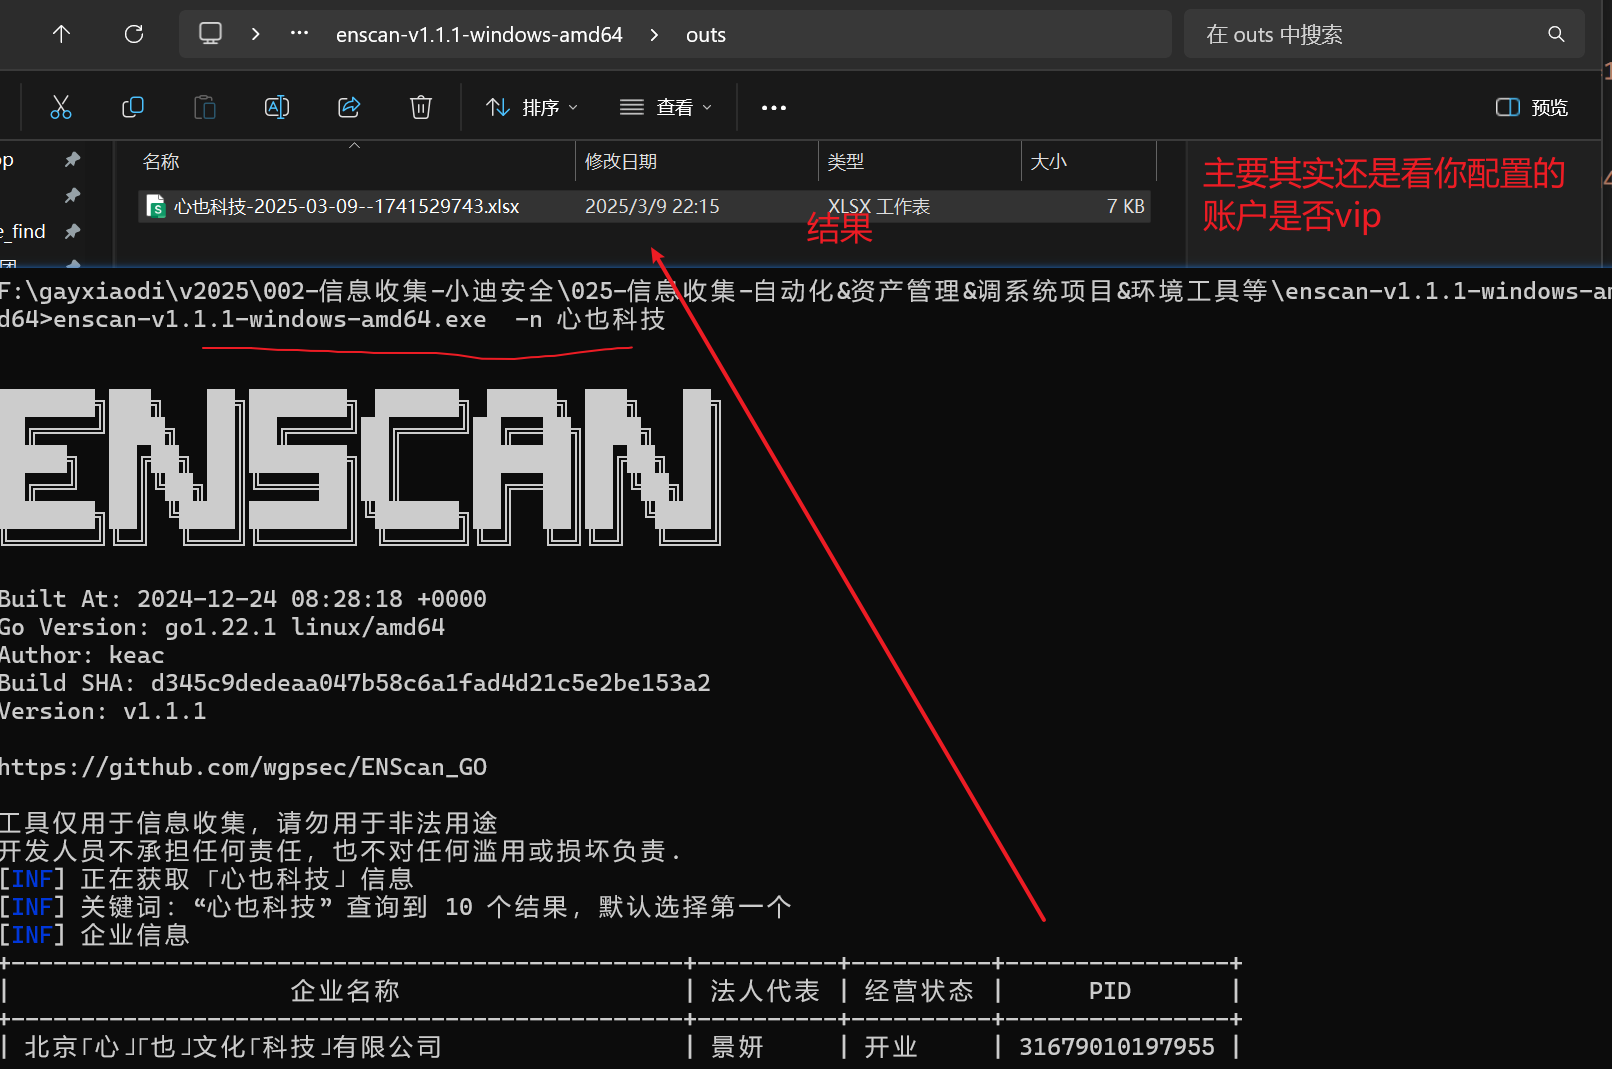 enscan-v1.1.1-windows-amd64 > outs
在 outs 中搜索
排序
查看
预览
名称
修改日期
类型
大小
心也科技-2025-03-09--1741529743.xlsx
2025/3/9 22:15
XLSX 工作表
7 KB
e_find
结果
主要其实还是看你配置的
账户是否vip
F:\gayxiaodi\v2025\002-信息收集-小迪安全\025-信息收集-自动化&资产管理&调系统项目&环境工具等\enscan-v1.1.1-windows-am
d64>enscan-v1.1.1-windows-amd64.exe  -n 心也科技
ENSCAN
Built At: 2024-12-24 08:28:18 +0000
Go Version: go1.22.1 linux/amd64
Author: keac
Build SHA: d345c9dedeaa047b58c6a1fad4d21c5e2be153a2
Version: v1.1.1
https://github.com/wgpsec/ENScan_GO
工具仅用于信息收集，请勿用于非法用途
开发人员不承担任何责任，也不对任何滥用或损坏负责.
[INF] 正在获取「心也科技」信息
[INF] 关键词：“心也科技”查询到 10 个结果，默认选择第一个
[INF] 企业信息
| 企业名称 | 法人代表 | 经营状态 | PID |
| 北京「心」「也」文化「科技」有限公司 | 景妍 | 开业 | 31679010197955 |